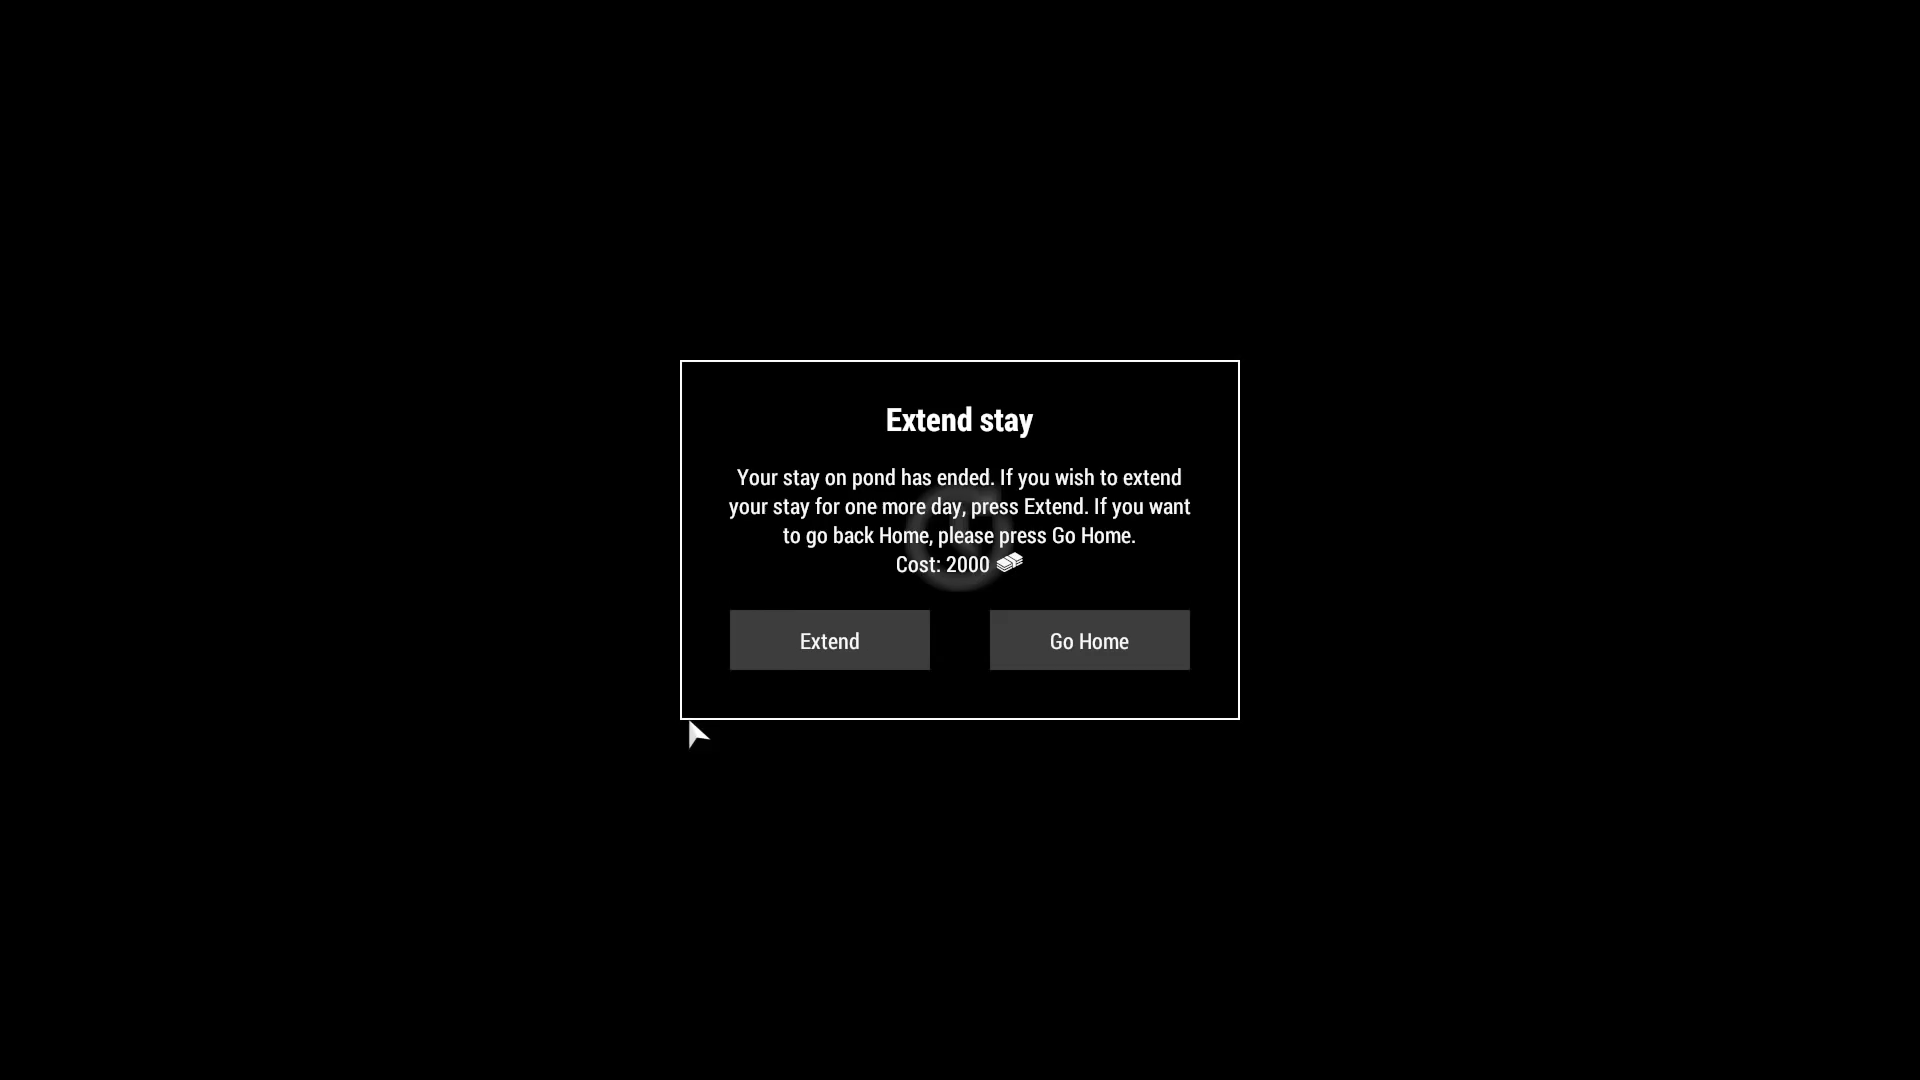 Extend stay
Your stay on pond has ended. If you wish to extend
your stay for one more day, press Extend. If you want
to go back Home, please press Go Home.
Cost: 2000
Extend
Go Home